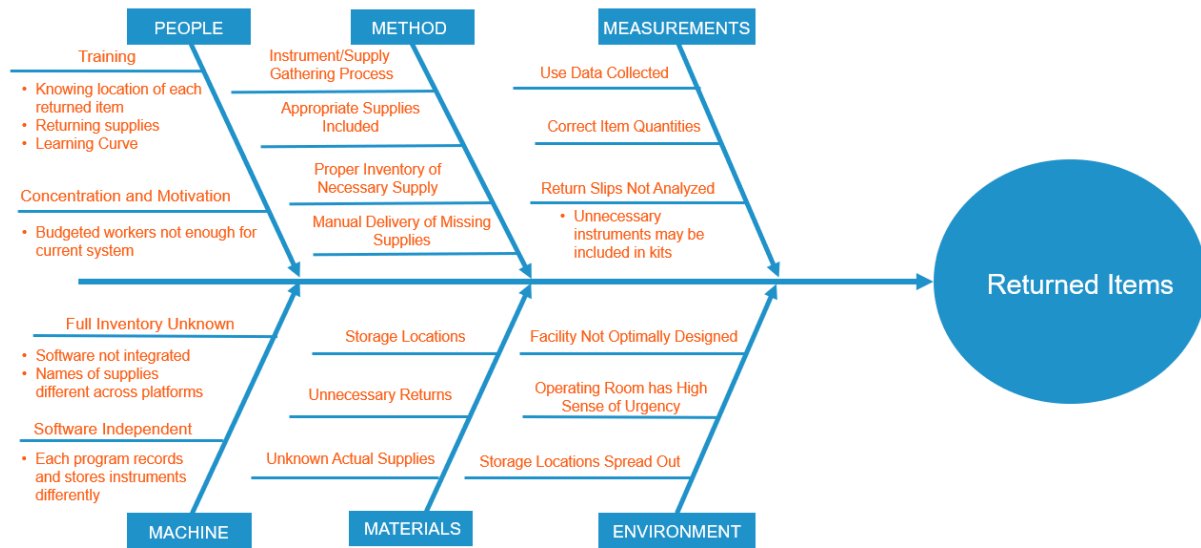 PEOPLE
METHOD
MEASUREMENTS
Training
• Knowing location of each
returned item
• Returning supplies
• Learning Curve
Concentration and Motivation
• Budgeted workers not enough for
current system
Instrument/Supply
Gathering Process
Appropriate Supplies
Included
Proper Inventory of
Necessary Supply
Manual Delivery of Missing
Supplies
Use Data Collected
Correct Item Quantities
Return Slips Not Analyzed
• Unnecessary
instruments may be
included in kits
Returned Items
Full Inventory Unknown
• Software not integrated
• Names of supplies
different across platforms
Software Independent
• Each program records
and stores instruments
differently
Storage Locations
Unnecessary Returns
Unknown Actual Supplies
Facility Not Optimally Designed
Operating Room has High
Sense of Urgency
Storage Locations Spread Out
MACHINE
MATERIALS
ENVIRONMENT